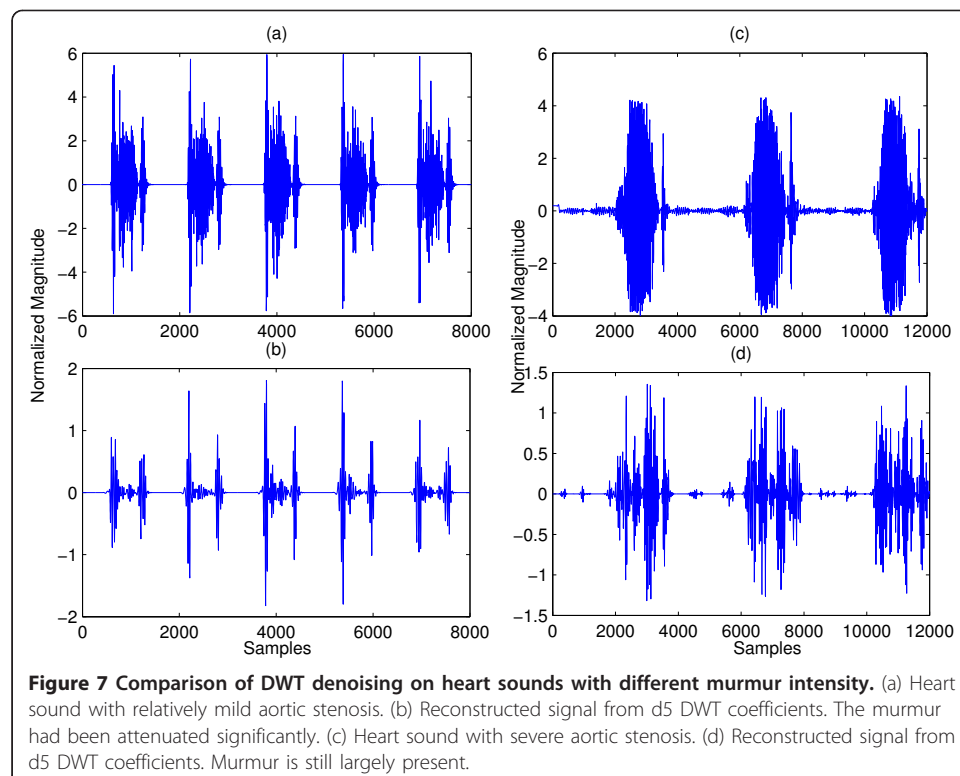 (a)
6
4
2
0
−2
−4
−6
0 2000 4000 6000 8000
Normalized Magnitude
(c)
6
4
2
0
−2
−4
0 2000 4000 6000 8000 10000 12000
Normalized Magnitude
(b)
2
1
0
−1
−2
0 2000 4000 6000 8000
Samples
(d)
1.5
1
0.5
0
−0.5
−1
−1.5
0 2000 4000 6000 8000 10000 12000
Samples
Figure 7 Comparison of DWT denoising on heart sounds with different murmur intensity. (a) Heart
sound with relatively mild aortic stenosis. (b) Reconstructed signal from d5 DWT coefficients. The murmur
had been attenuated significantly. (c) Heart sound with severe aortic stenosis. (d) Reconstructed signal from
d5 DWT coefficients. Murmur is still largely present.